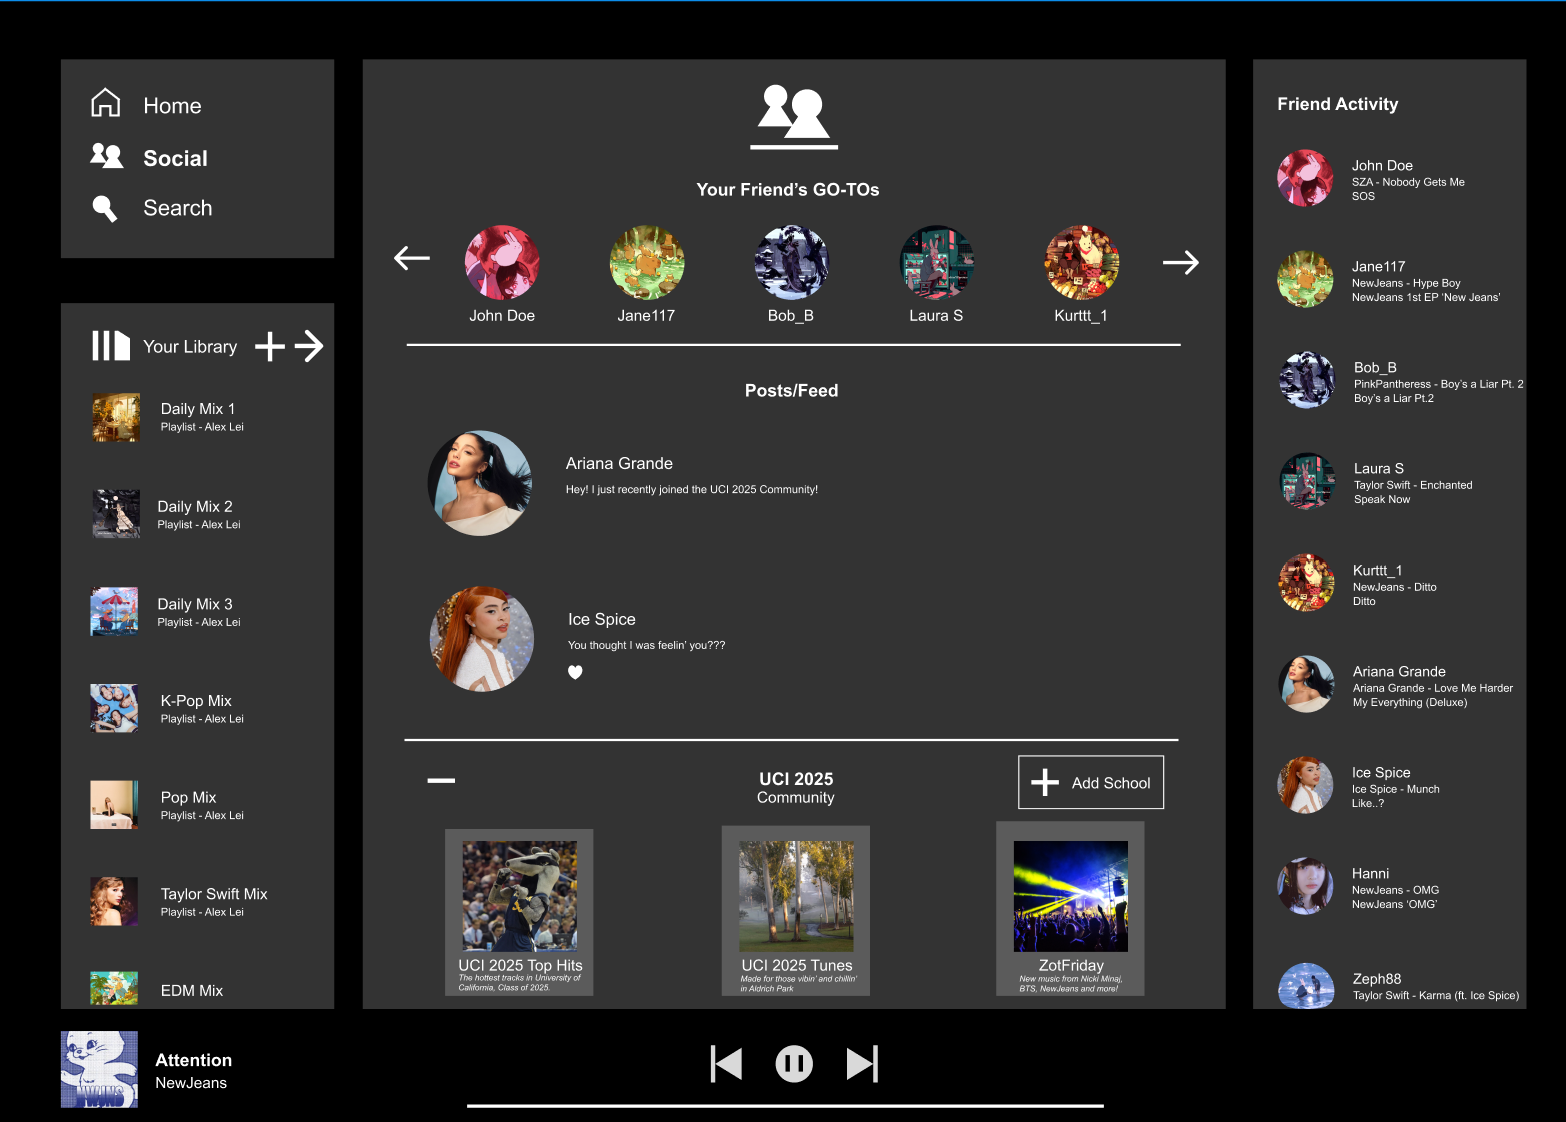 Home
Social
Search
Your Library
Daily Mix 1
Playlist - Alex Lei
Daily Mix 2
Playlist - Alex Lei
Daily Mix 3
Playlist - Alex Lei
K-Pop Mix
Playlist - Alex Lei
Pop Mix
Playlist - Alex Lei
Taylor Swift Mix
Playlist - Alex Lei
EDM Mix
Your Friend’s GO-TOs
John Doe
Jane117
Bob_B
Laura S
Kurttt_1
Posts/Feed
Ariana Grande
Hey! I just recently joined the UCI 2025 Community!
Ice Spice
You thought I was feelin’ you???
UCI 2025
Community
Add School
UCI 2025 Top Hits
The hottest tracks in University of
California, Class of 2025.
UCI 2025 Tunes
Made for those vibin’ and chillin’
in Aldrich Park
ZotFriday
New music from Nicki Minaj,
BTS, NewJeans and more!
Friend Activity
John Doe
SZA - Nobody Gets Me
SOS
Jane117
NewJeans - Hype Boy
NewJeans 1st EP ‘New Jeans’
Bob_B
PinkPantheress - Boy’s a Liar Pt. 2
Boy’s a Liar Pt.2
Laura S
Taylor Swift - Enchanted
Speak Now
Kurttt_1
NewJeans - Ditto
Ditto
Ariana Grande
Ariana Grande - Love Me Harder
My Everything (Deluxe)
Ice Spice
Ice Spice - Munch
Like..?
Hanni
NewJeans - OMG
NewJeans ‘OMG’
Zeph88
Taylor Swift - Karma (ft. Ice Spice)
NWJNS
Attention
NewJeans